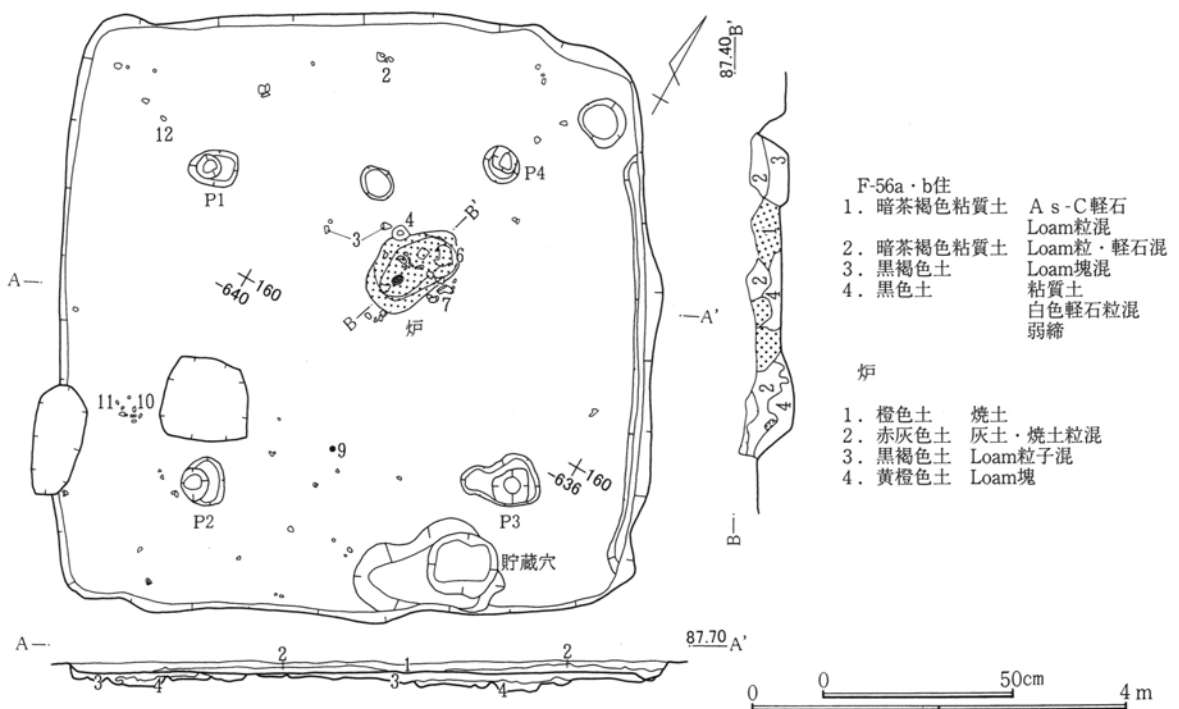 2
12
P1
P4
87.40 B'
3
4
B'
6
7
B
炉
A
-640 160
A'
11 10
9
P2
P3
-636 160
貯蔵穴
3
2
2
4
2
4
B
A
87.70 A'
2
1
2
3 4
3
4
F-56a・b住
1. 暗茶褐色粘質土 As-C軽石
Loam粒混
2. 暗茶褐色粘質土 Loam粒・軽石混
3. 黒褐色土 Loam塊混
4. 黒色土 粘質土
白色軽石粒混
弱締
炉
1. 橙色土 焼土
2. 赤灰色土 灰土・焼土粒混
3. 黒褐色土 Loam粒子混
4. 黄橙色土 Loam塊
0 50cm
0 4 m